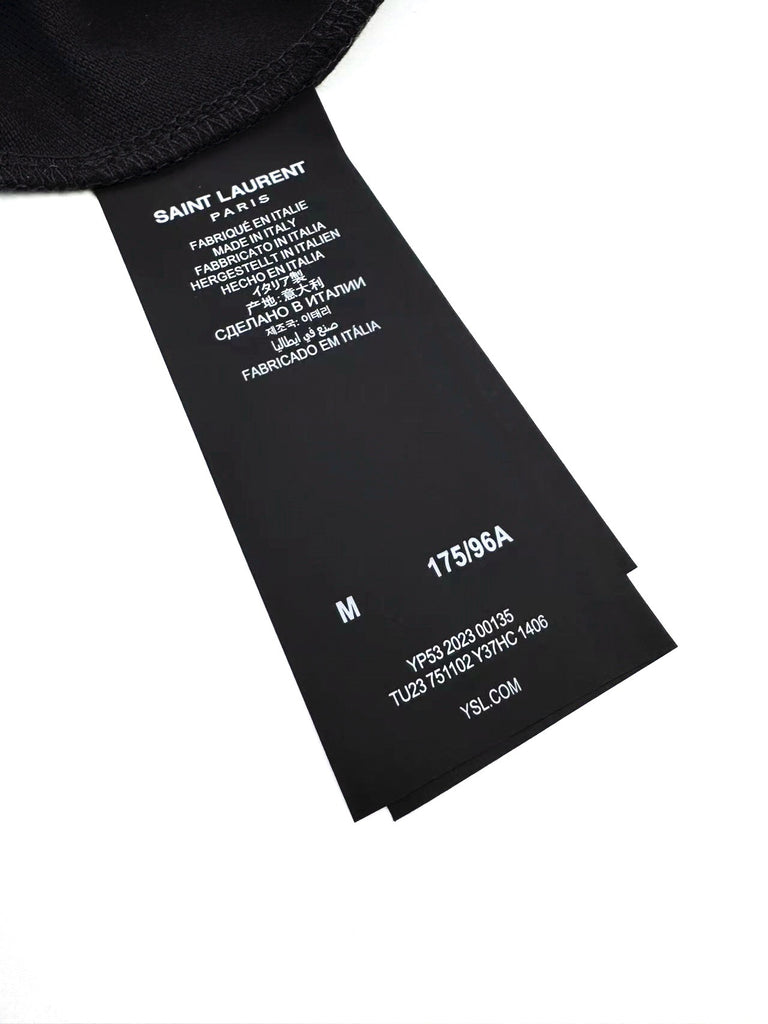 SAINT LAURENT
PARIS
FABRIQUÉ EN ITALIE
MADE IN ITALY
FABBRICATO IN ITALIA
HERGESTELLT IN ITALIEN
HECHO EN ITALIA
イタリア製
产地:意大利
СДЕЛАНО В ИТАЛИИ
제조국: 이태리
صنع في ايطاليا
FABRICADO EM ITÁLIA
175/96A
M
YP53 2023 00135
TU23 751102 Y37HC 1406
YSL.COM